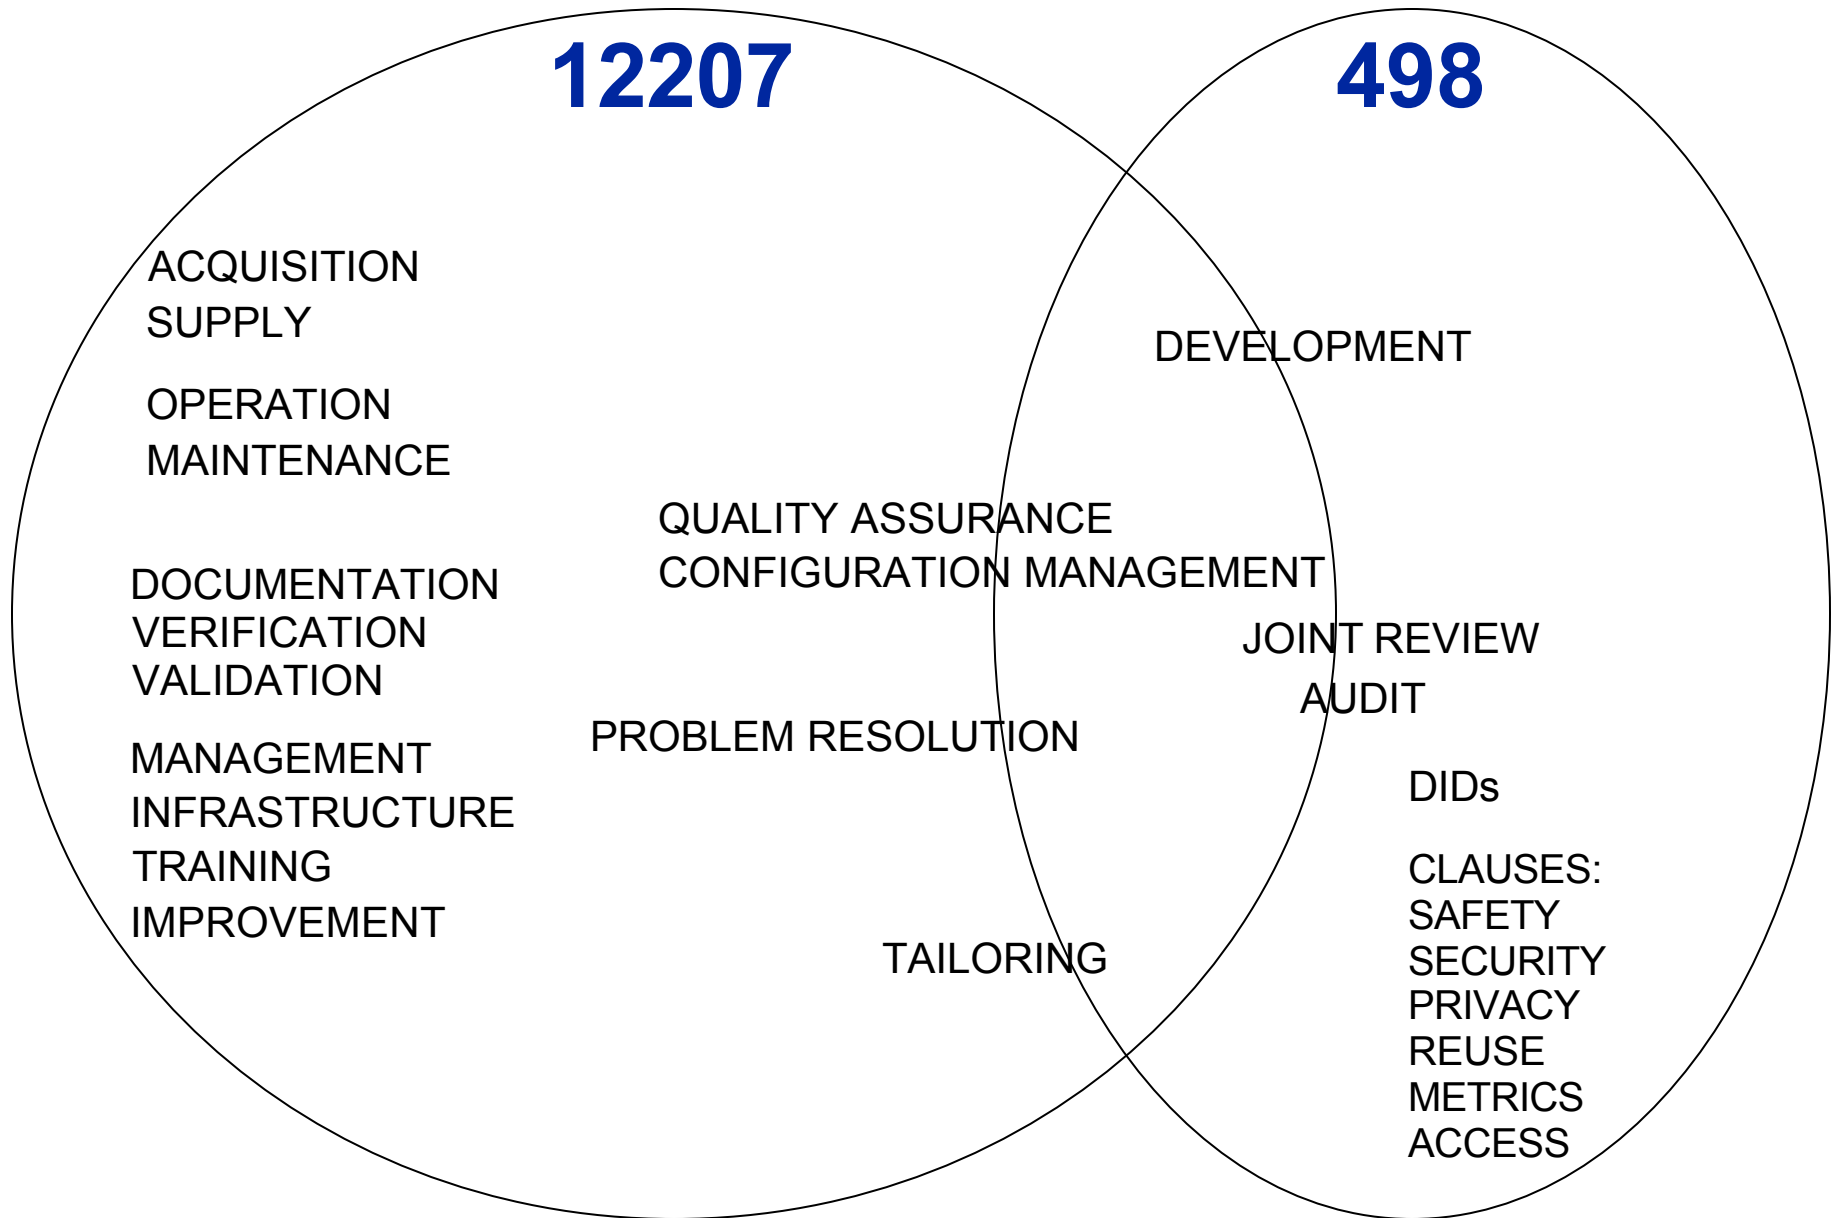 12207
498
ACQUISITION
SUPPLY
OPERATION
MAINTENANCE
DOCUMENTATION
VERIFICATION
VALIDATION
MANAGEMENT
INFRASTRUCTURE
TRAINING
IMPROVEMENT
QUALITY ASSURANCE
CONFIGURATION MANAGEMENT
PROBLEM RESOLUTION
TAILORING
DEVELOPMENT
JOINT REVIEW
AUDIT
DIDs
CLAUSES:
SAFETY
SECURITY
PRIVACY
REUSE
METRICS
ACCESS